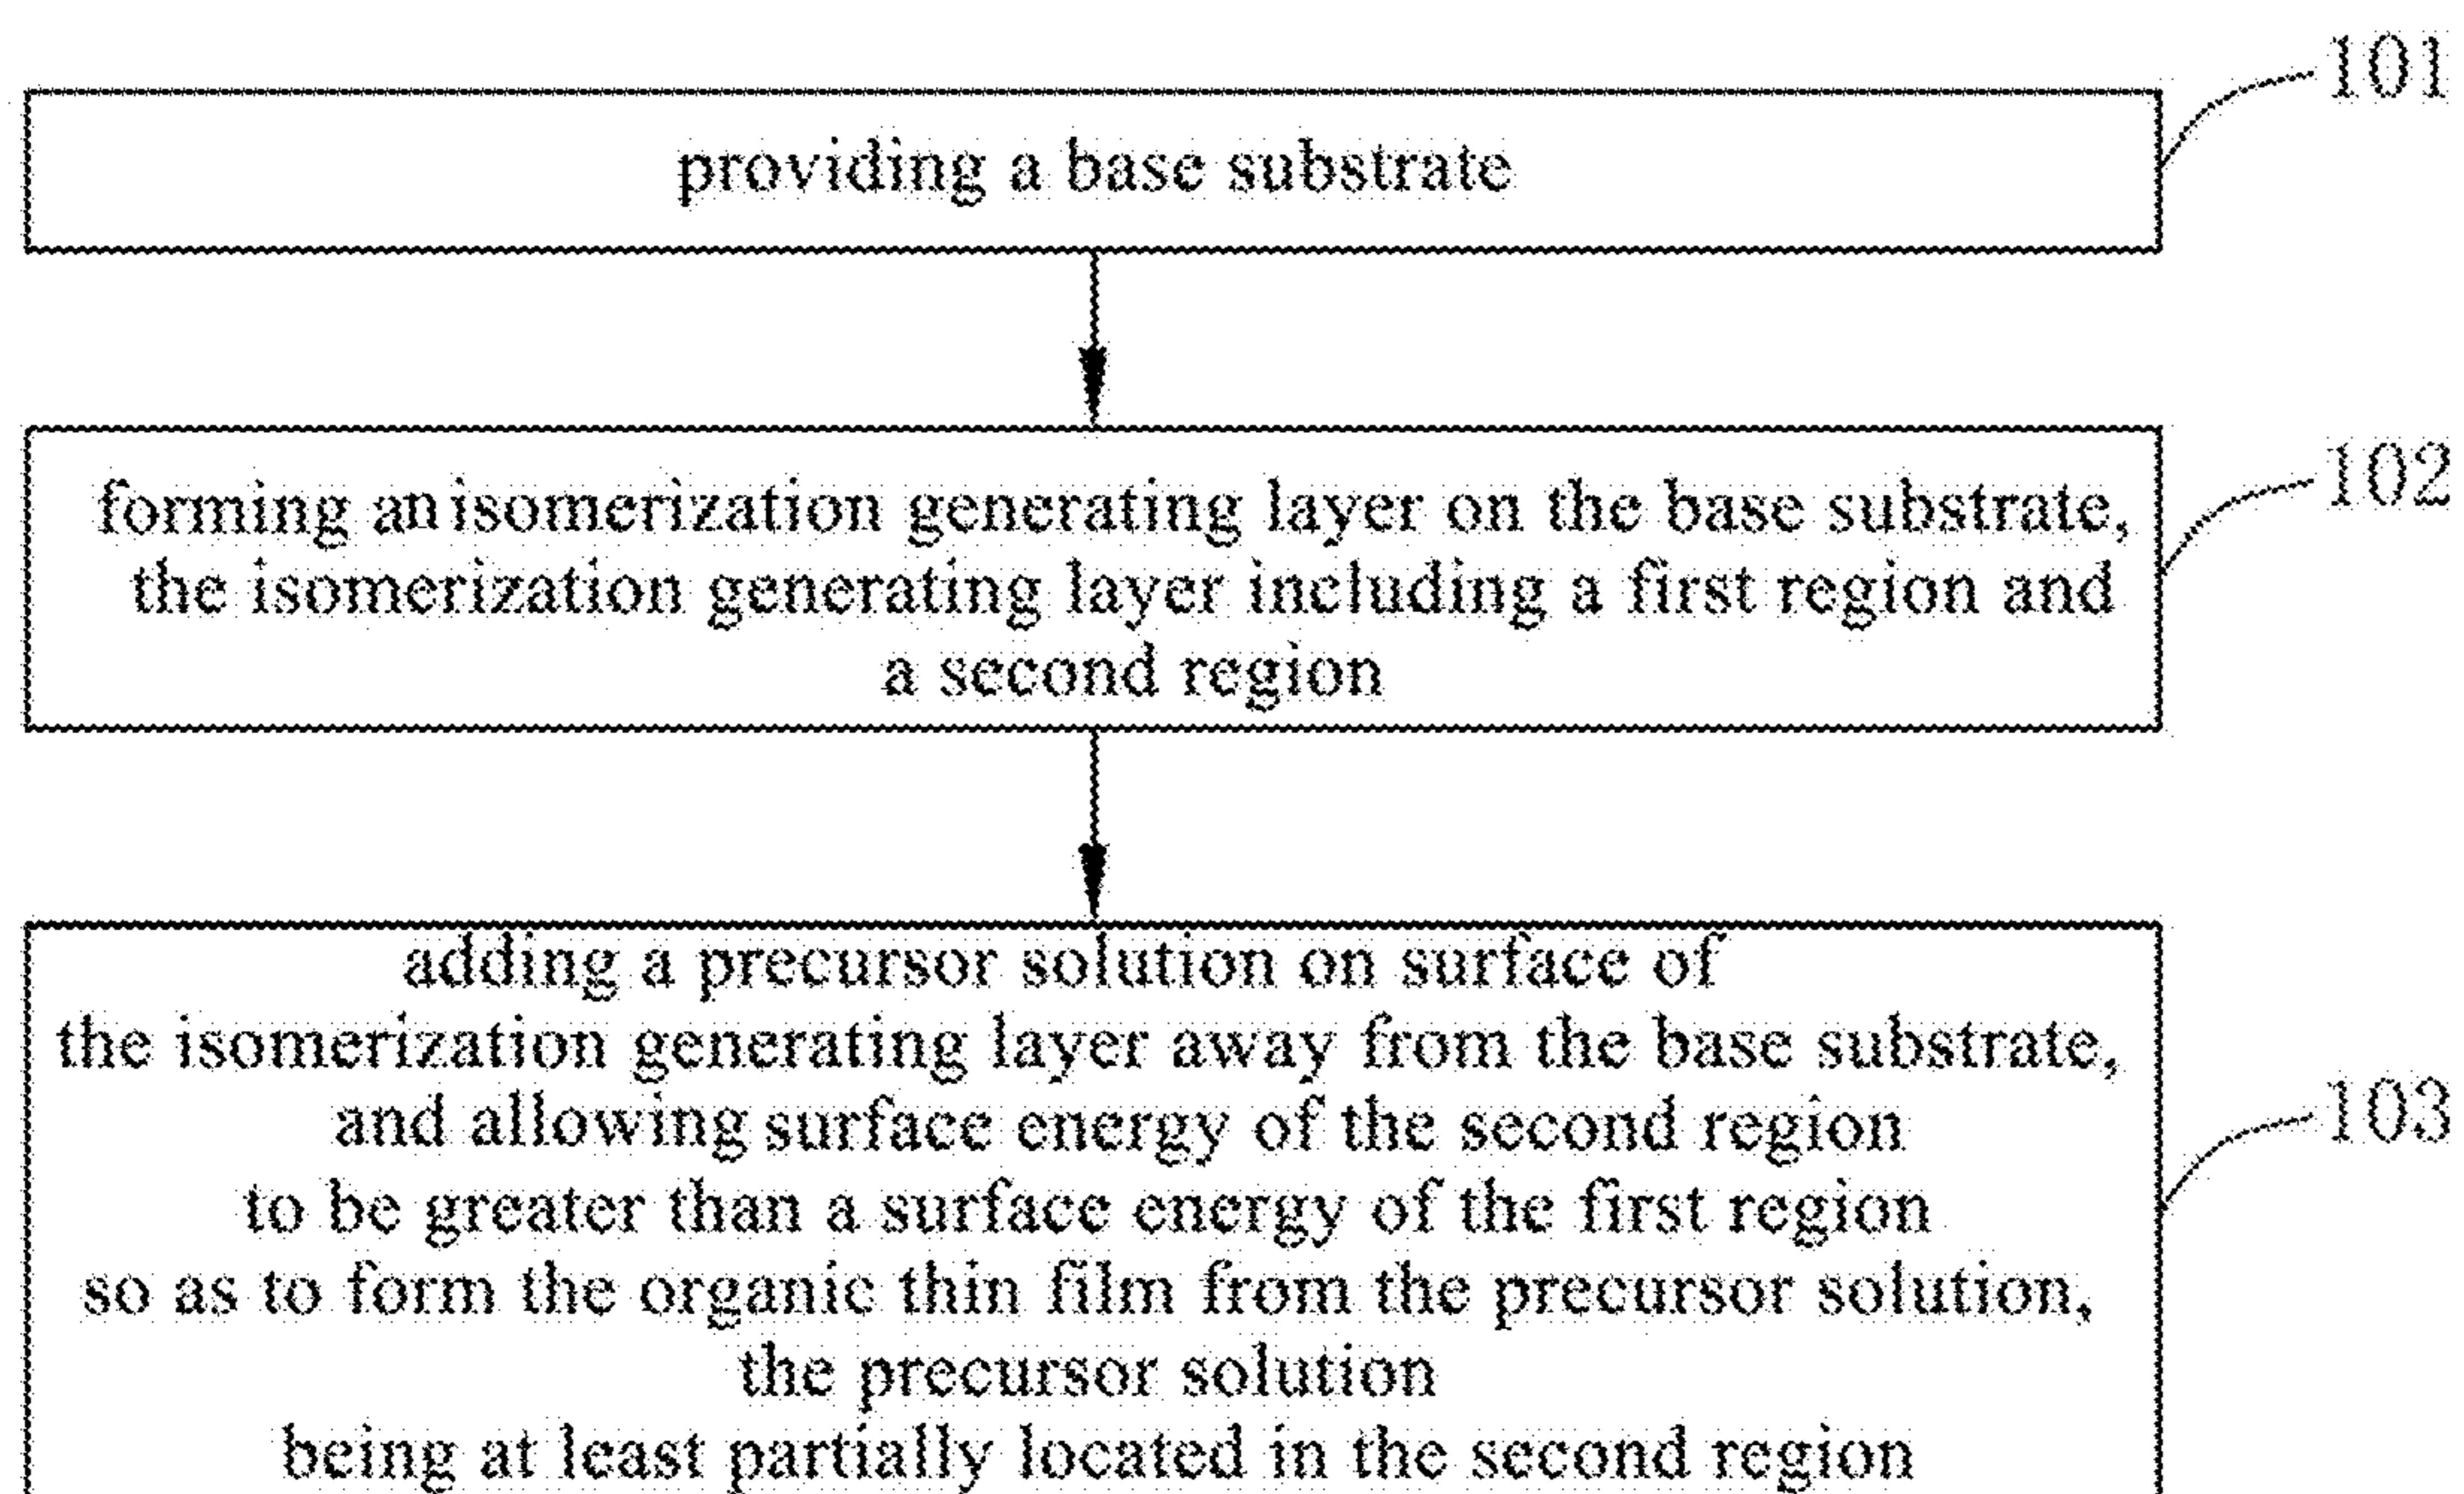 101
providing a base substrate
102
forming an isomerization generating layer on the base substrate,
the isomerization generating layer including a first region and
a second region
adding a precursor solution on surface of
the isomerization generating layer away from the base substrate,
and allowing surface energy of the second region
103
to be greater than a surface energy of the first region
so as to form the organic thin film from the precursor solution,
the precursor solution
being at least partially located in the second region